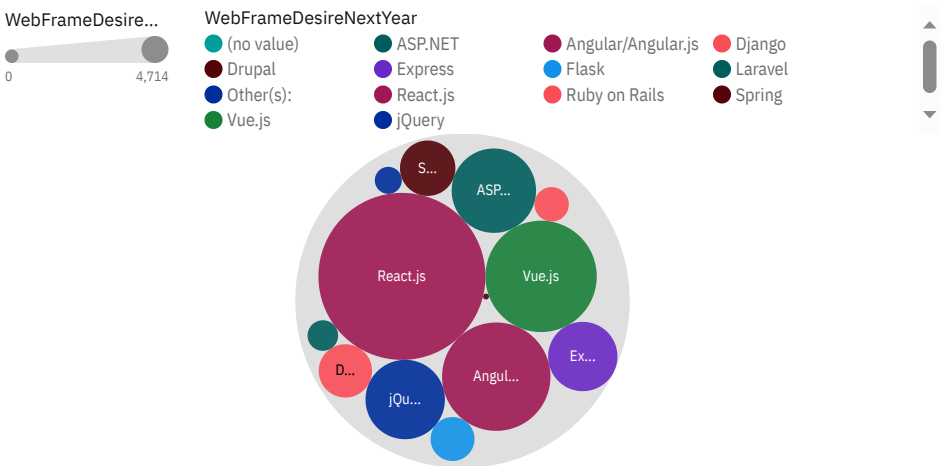 WebFrameDesire...
0 4,714
WebFrameDesireNextYear
(no value) ASP.NET Angular/Angular.js Django
Drupal Express Flask Laravel
Other(s): React.js Ruby on Rails Spring
Vue.js jQuery
S...
ASP...
React.js
Vue.js
Ex...
D...
Angul...
jQu...